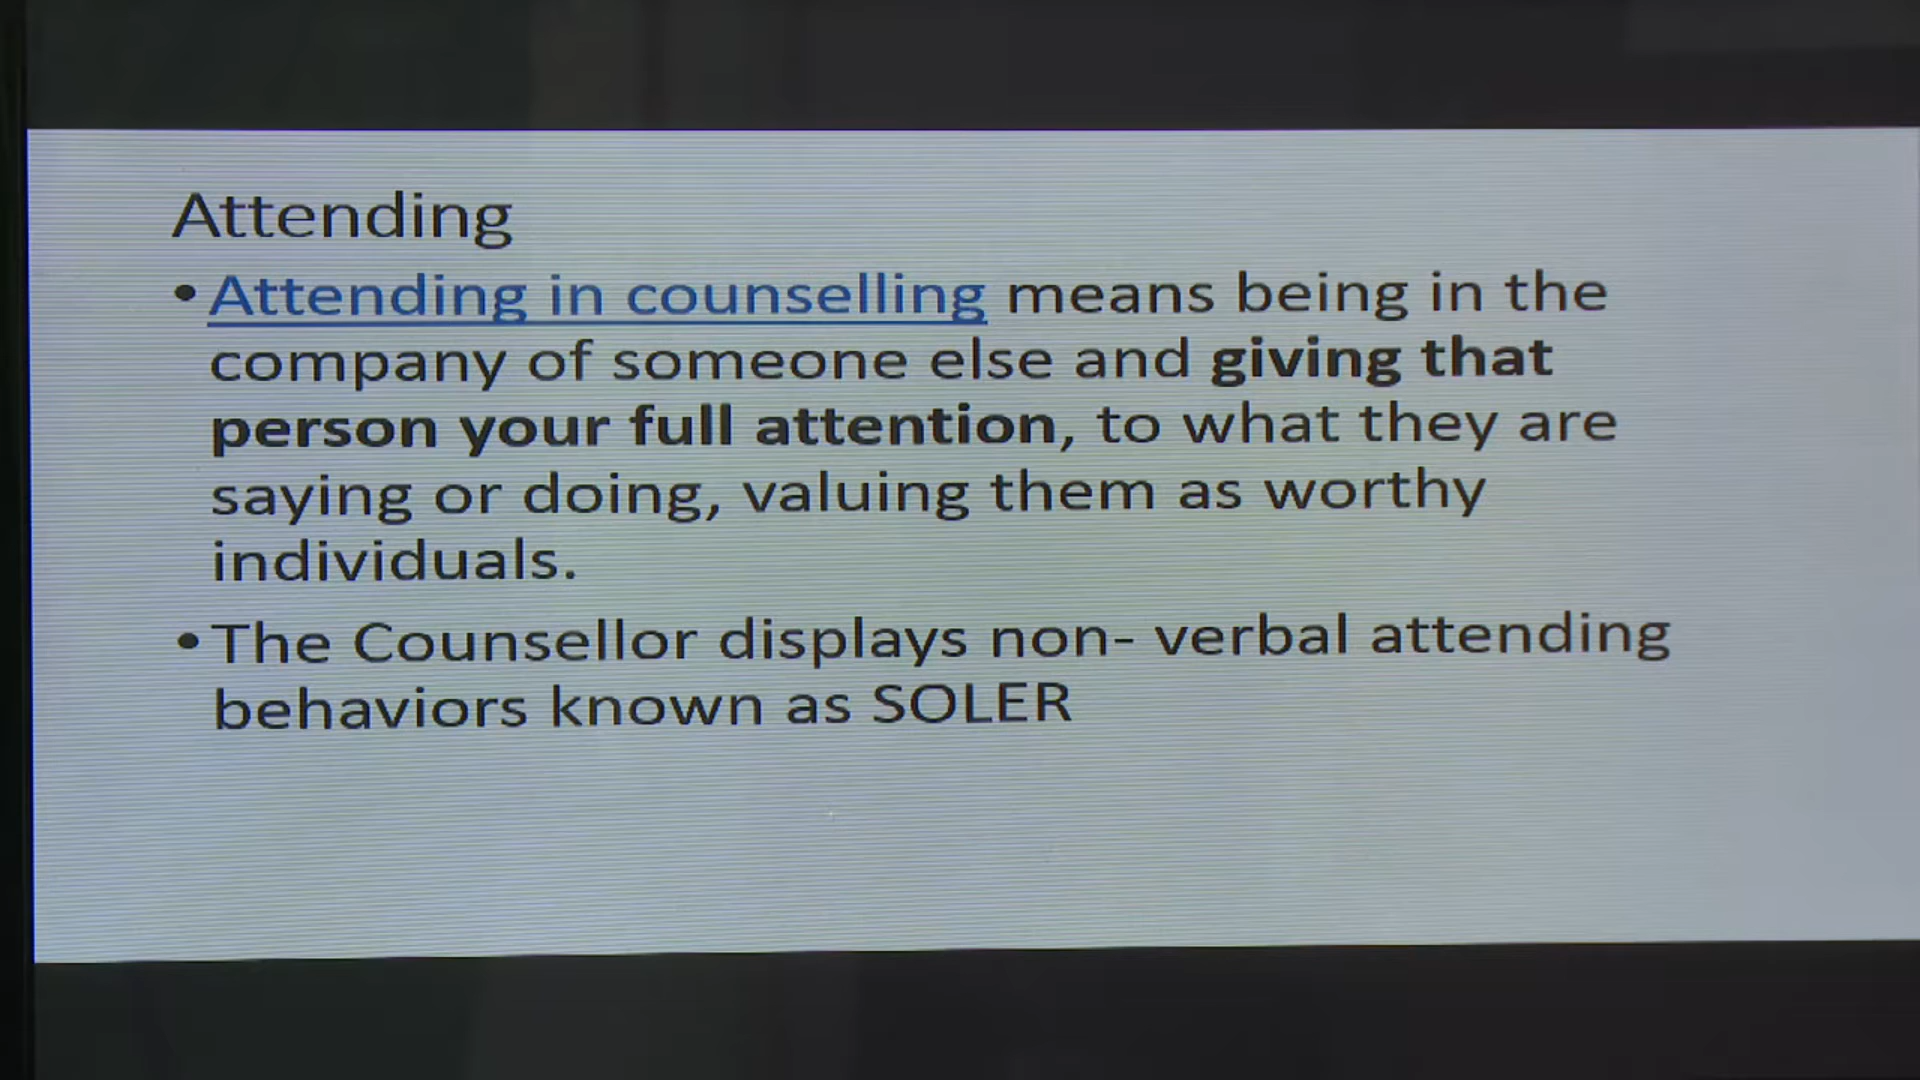 Attending
• Attending in counselling means being in the
company of someone else and giving that
person your full attention, to what they are
saying or doing, valuing them as worthy
individuals.
• The Counsellor displays non- verbal attending
behaviors known as SOLER